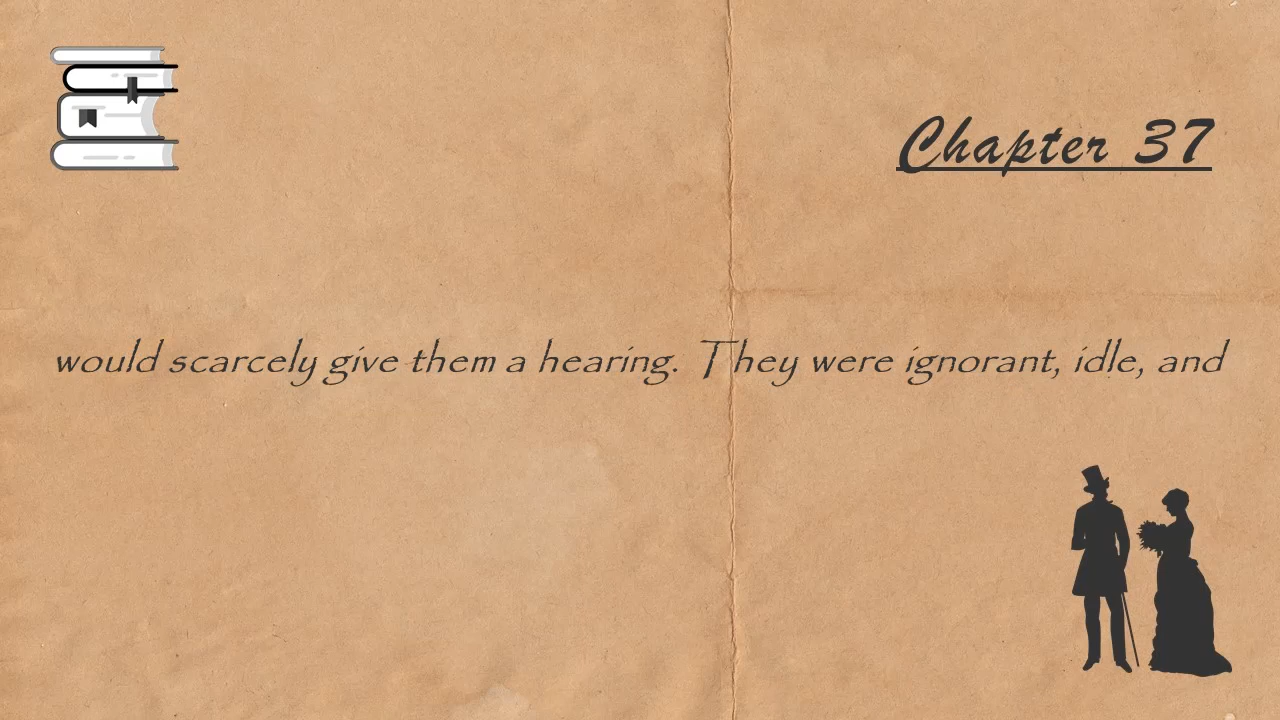 Chapter 37
would scarcely give them a hearing. They were ignorant, idle, and